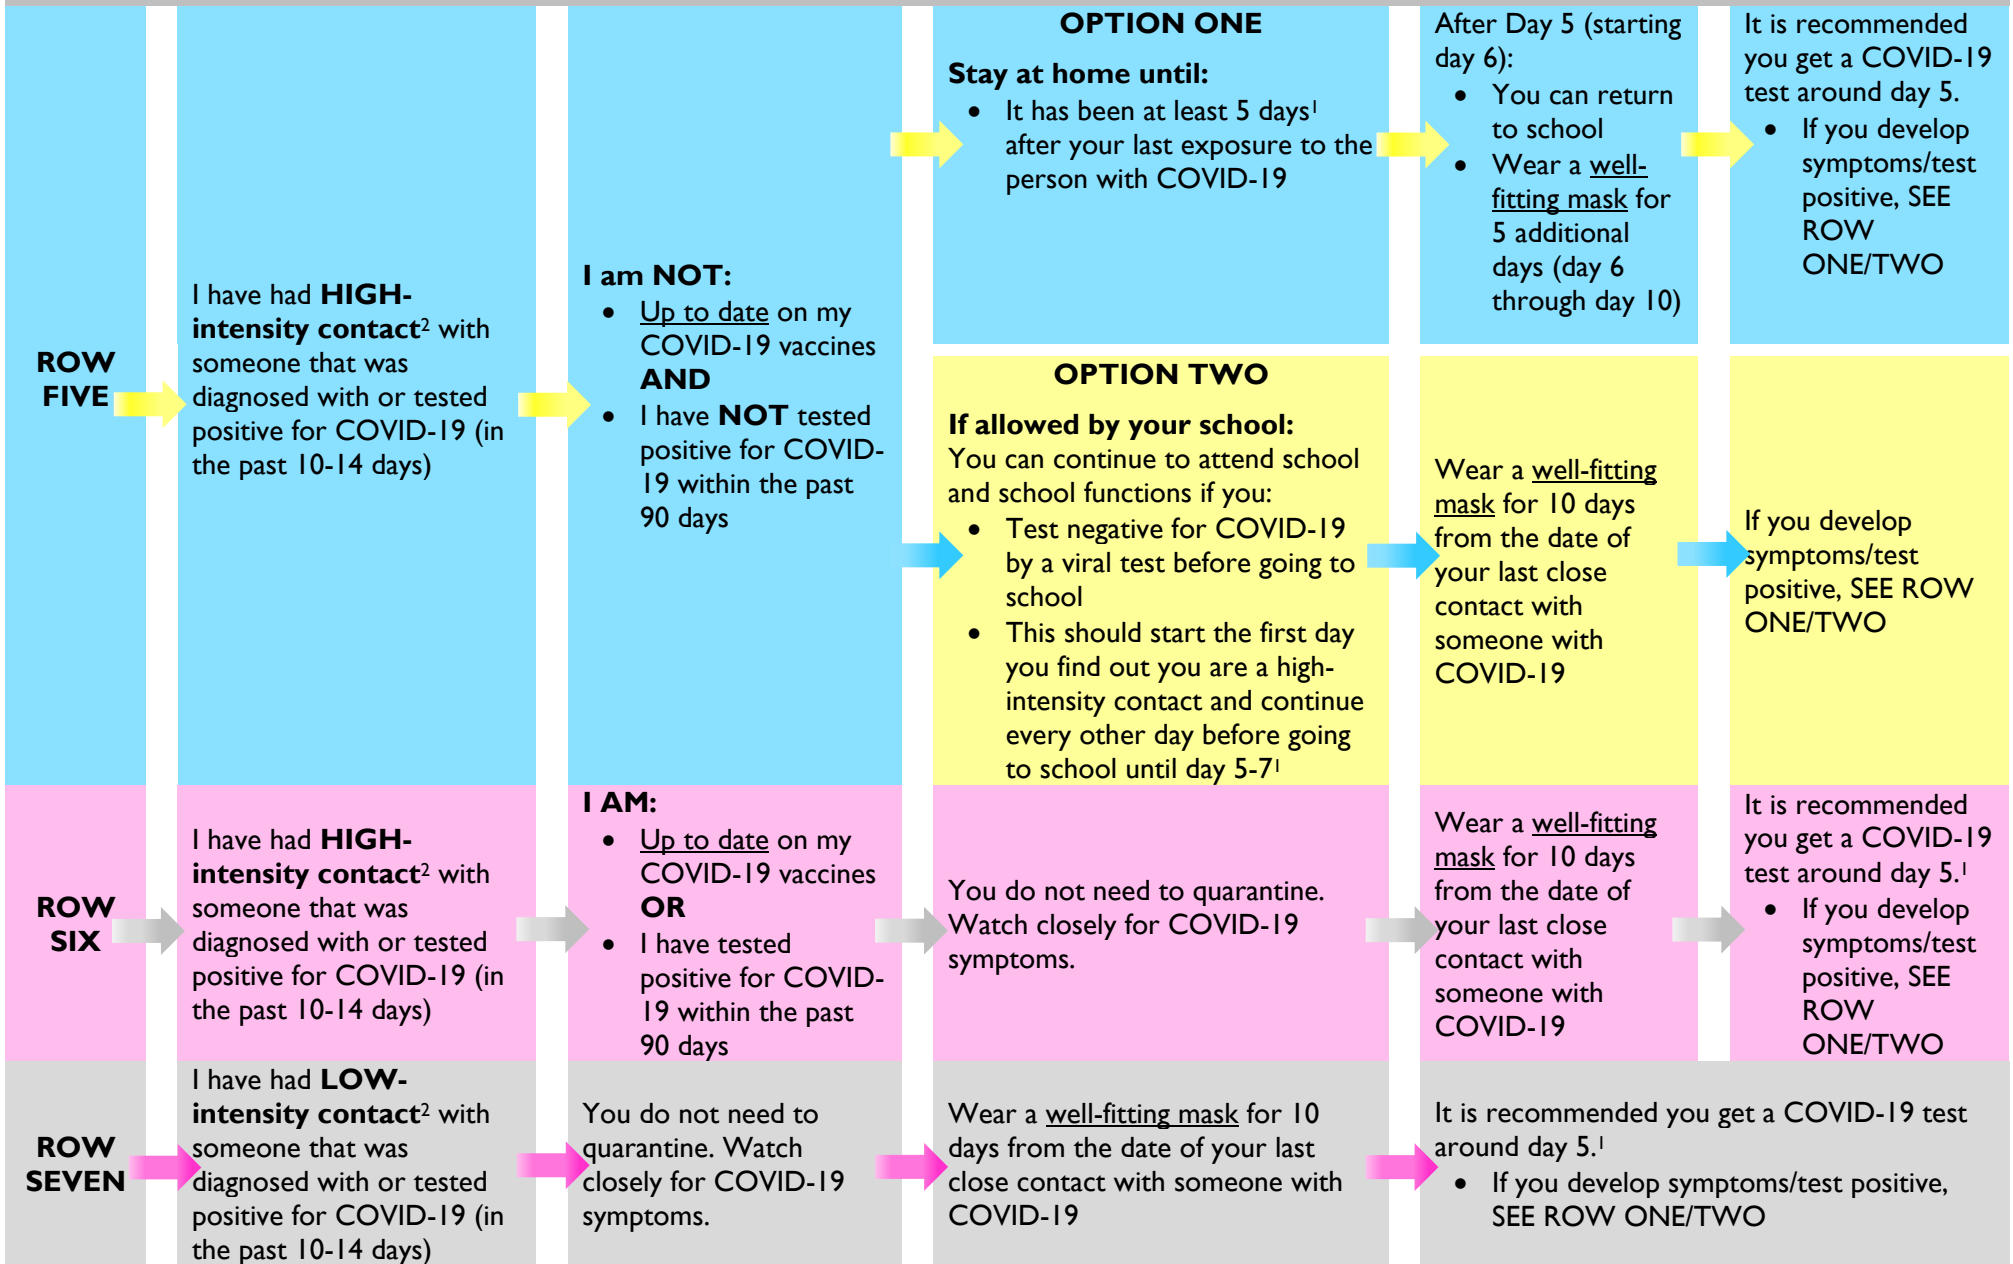 ROW
FIVE
I have had HIGH-
intensity contact² with
someone that was
diagnosed with or tested
positive for COVID-19 (in
the past 10-14 days)
I am NOT:
• Up to date on my
COVID-19 vaccines
AND
• I have NOT tested
positive for COVID-
19 within the past
90 days
OPTION ONE
Stay at home until:
• It has been at least 5 days¹
after your last exposure to the
person with COVID-19
After Day 5 (starting
day 6):
• You can return
to school
• Wear a well-
fitting mask for
5 additional
days (day 6
through day 10)
It is recommended
you get a COVID-19
test around day 5.
• If you develop
symptoms/test
positive, SEE
ROW
ONE/TWO
OPTION TWO
If allowed by your school:
You can continue to attend school
and school functions if you:
• Test negative for COVID-19
by a viral test before going to
school
• This should start the first day
you find out you are a high-
intensity contact and continue
every other day before going
to school until day 5-7¹
Wear a well-fitting
mask for 10 days
from the date of
your last close
contact with
someone with
COVID-19
If you develop
symptoms/test
positive, SEE ROW
ONE/TWO
ROW
SIX
I have had HIGH-
intensity contact² with
someone that was
diagnosed with or tested
positive for COVID-19 (in
the past 10-14 days)
I AM:
• Up to date on my
COVID-19 vaccines
OR
• I have tested
positive for COVID-
19 within the past
90 days
You do not need to quarantine.
Watch closely for COVID-19
symptoms.
Wear a well-fitting
mask for 10 days
from the date of
your last close
contact with
someone with
COVID-19
It is recommended
you get a COVID-19
test around day 5.¹
• If you develop
symptoms/test
positive, SEE
ROW
ONE/TWO
ROW
SEVEN
I have had LOW-
intensity contact² with
someone that was
diagnosed with or tested
positive for COVID-19 (in
the past 10-14 days)
You do not need to
quarantine. Watch
closely for COVID-19
symptoms.
Wear a well-fitting mask for 10
days from the date of your last
close contact with someone with
COVID-19
It is recommended you get a COVID-19 test
around day 5.¹
• If you develop symptoms/test positive,
SEE ROW ONE/TWO